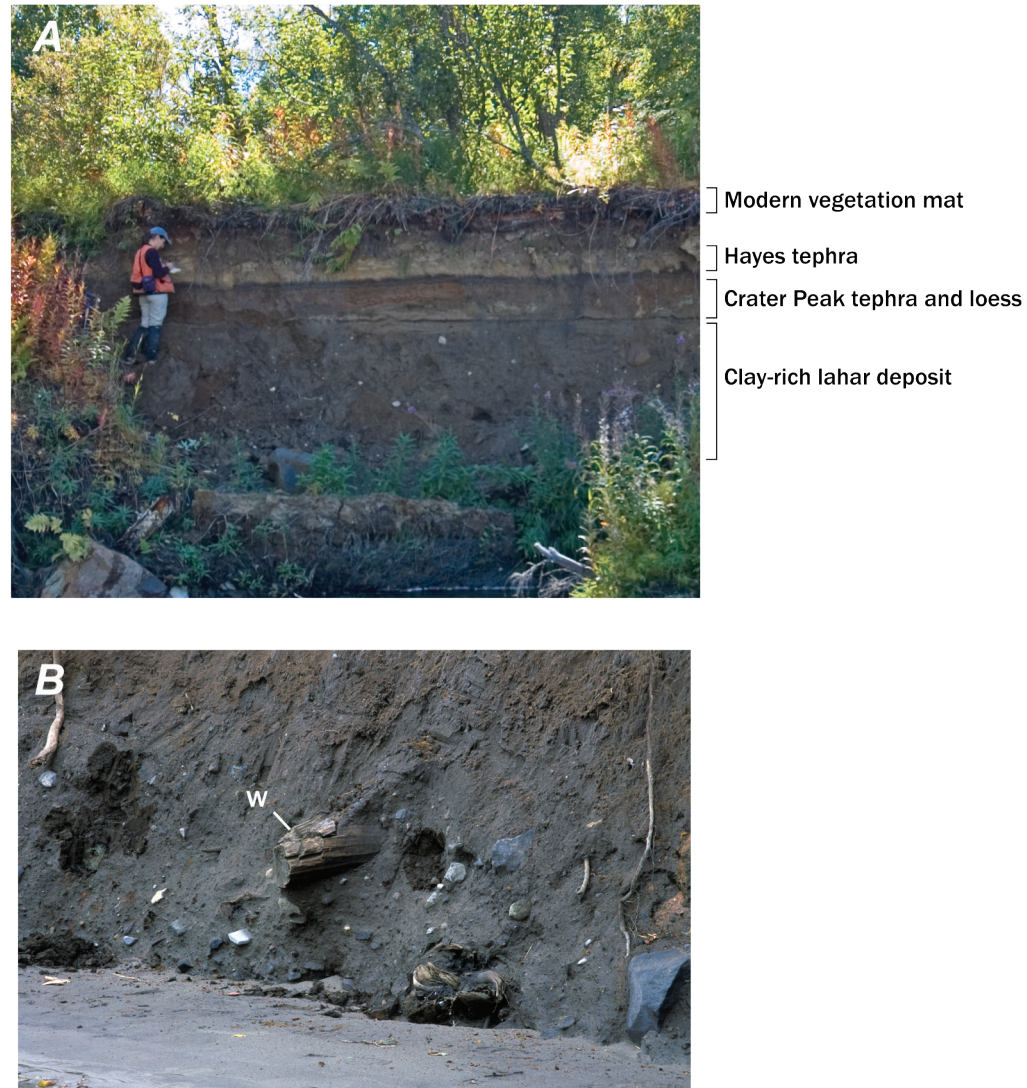 A
Modern vegetation mat
Hayes tephra
Crater Peak tephra and loess
Clay-rich lahar deposit
B
W